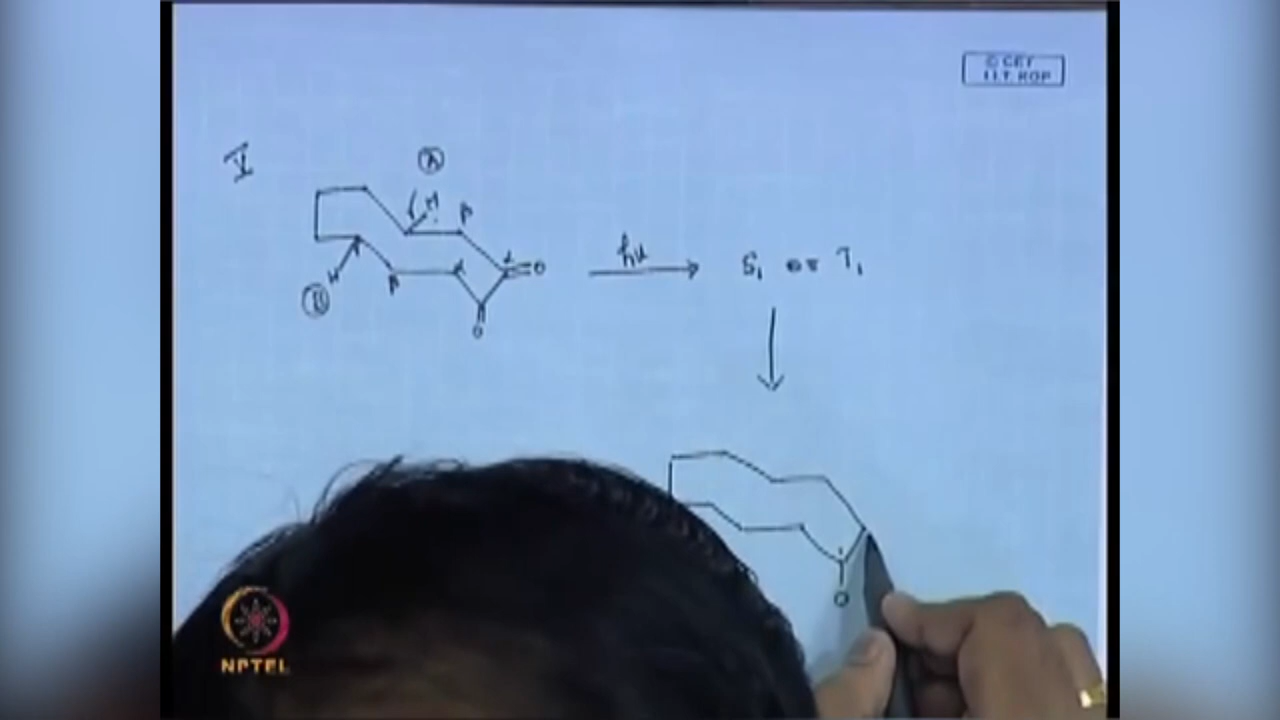 © CET
I.I.T. KGP
V
A
H
β
α
O
hν
S₁ or T₁
H
B
β
α
O
O
NPTEL